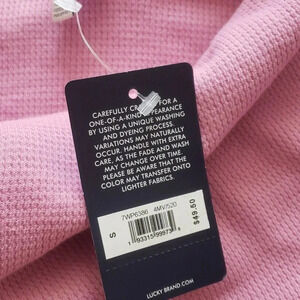 CAREFULLY CR FOR A
ONE-OF-A-KIND APPEARANCE
BY USING A UNIQUE WASHING
AND DYEING PROCESS.
VARIATIONS MAY NATURALLY
OCCUR. HANDLE WITH EXTRA
CARE, AS THE FADE AND WASH
MAY CHANGE OVER TIME.
PLEASE BE AWARE THAT THE
COLOR MAY TRANSFER ONTO
LIGHTER FABRICS.
7WP6386 4MV/520
S
$49.50
LUCKY BRAND.COM